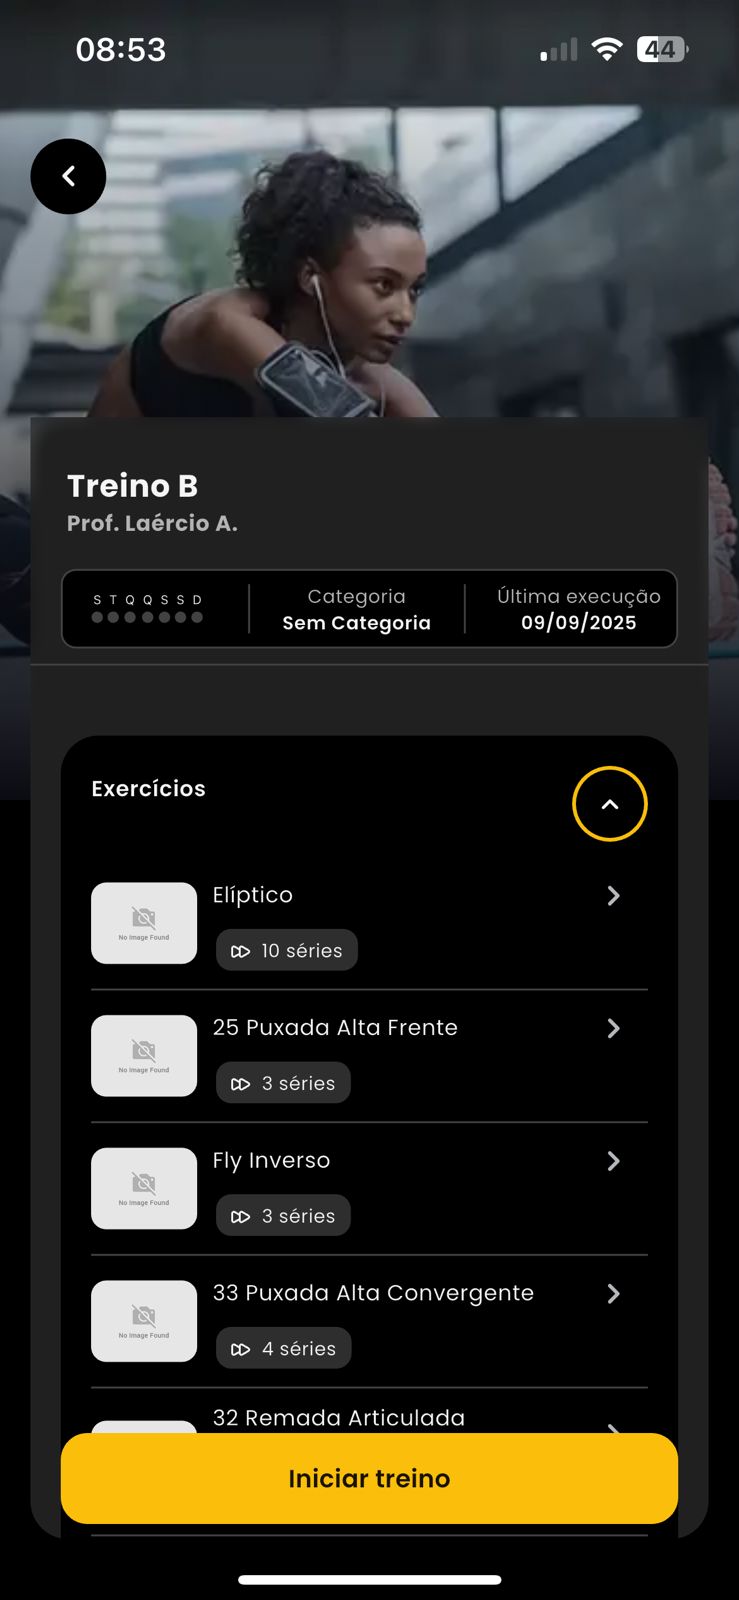 08:53
44
Treino B
Prof. Laércio A.
S T Q Q S S D
Categoria
Sem Categoria
Última execução
09/09/2025
Exercícios
Elíptico
No Image Found
10 séries
25 Puxada Alta Frente
No Image Found
3 séries
Fly Inverso
No Image Found
3 séries
33 Puxada Alta Convergente
No Image Found
4 séries
32 Remada Articulada
Iniciar treino